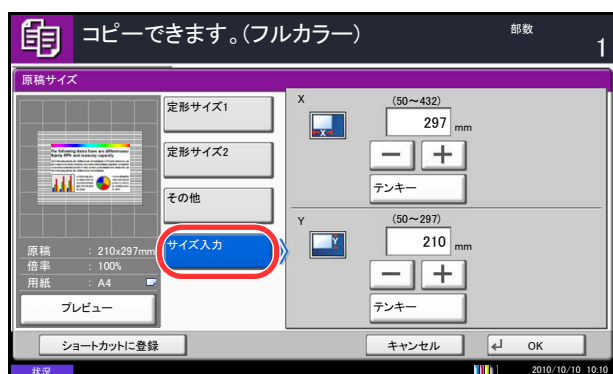 コピーできます。(フルカラー)
部数
1
原稿サイズ
定形サイズ1
定形サイズ2
その他
サイズ入力
原稿 : 210x297mm
倍率 : 100%
用紙 : A4
プレビュー
X
(50～432)
297 mm
テンキー
Y
(50～297)
210 mm
テンキー
ショートカットに登録
キャンセル
OK
状況
2010/10/10 10:10